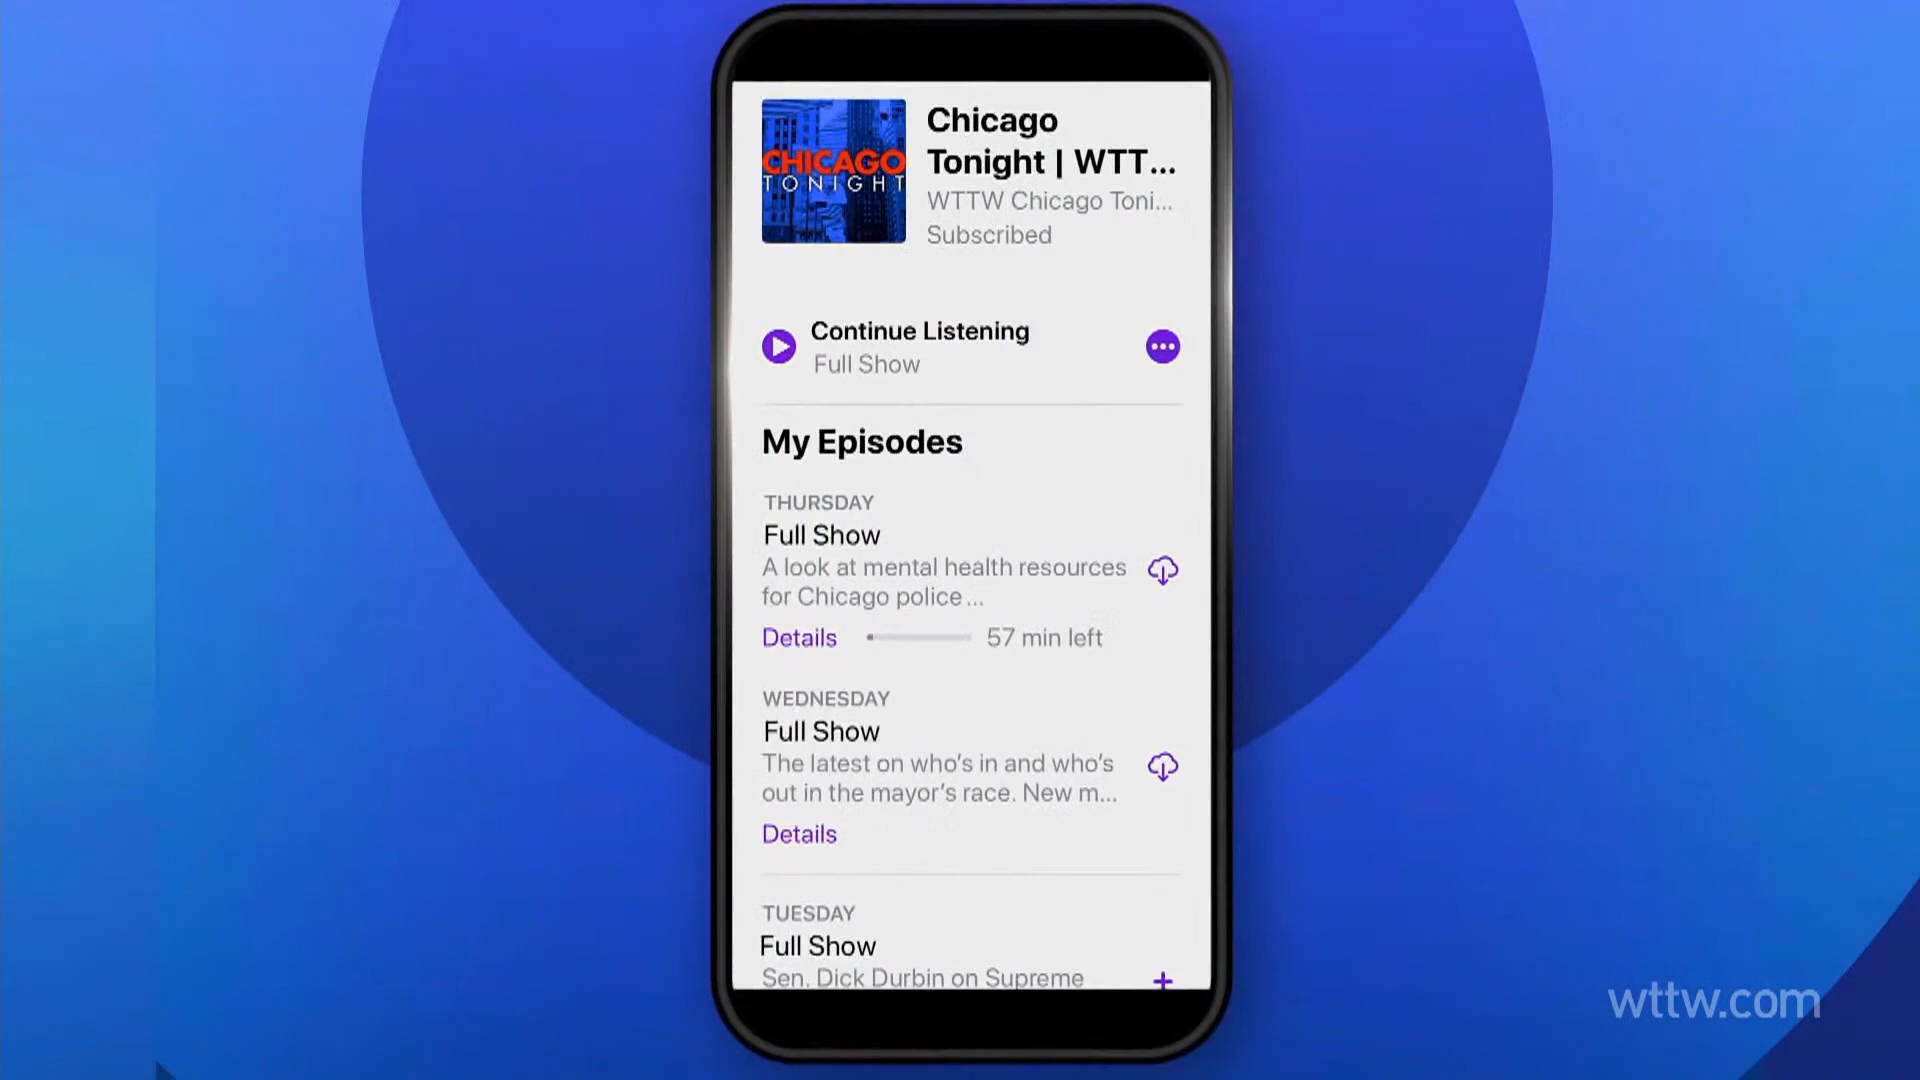 CHICAGO
TONIGHT
Chicago
Tonight | WTT...
WTTW Chicago Toni...
Subscribed
Continue Listening
Full Show
My Episodes
THURSDAY
Full Show
A look at mental health resources
for Chicago police ...
Details
57 min left
WEDNESDAY
Full Show
The latest on who's in and who's
out in the mayor's race. New m...
Details
TUESDAY
Full Show
Sen. Dick Durbin on Supreme
wttw.com